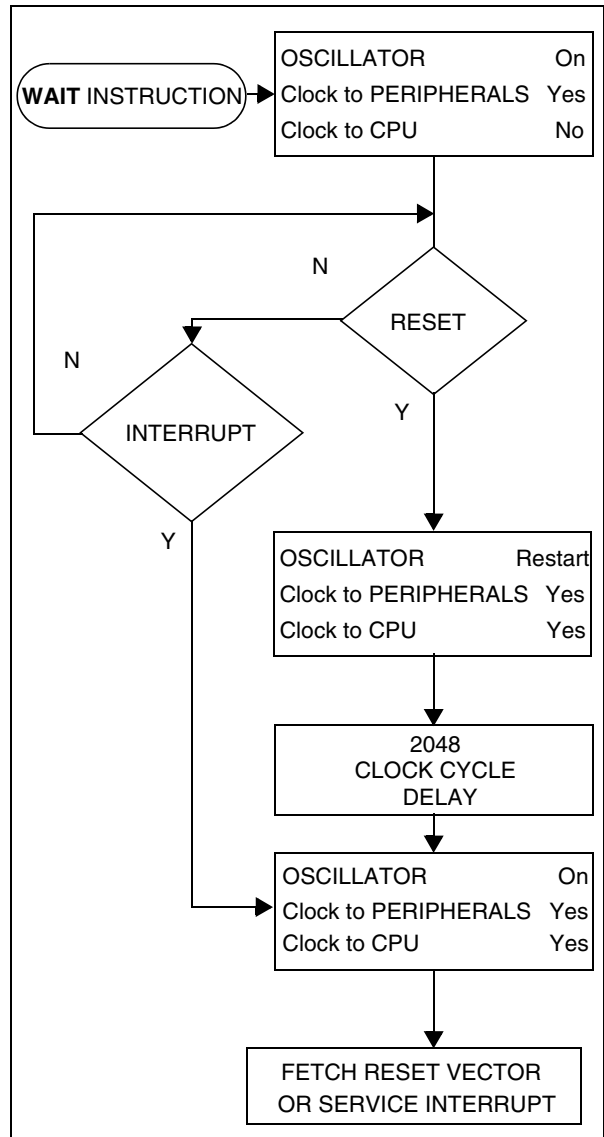 WAIT INSTRUCTION
OSCILLATOR On
Clock to PERIPHERALS Yes
Clock to CPU No
N
RESET
N
INTERRUPT
Y
Y
OSCILLATOR Restart
Clock to PERIPHERALS Yes
Clock to CPU Yes
2048
CLOCK CYCLE
DELAY
OSCILLATOR On
Clock to PERIPHERALS Yes
Clock to CPU Yes
FETCH RESET VECTOR
OR SERVICE INTERRUPT